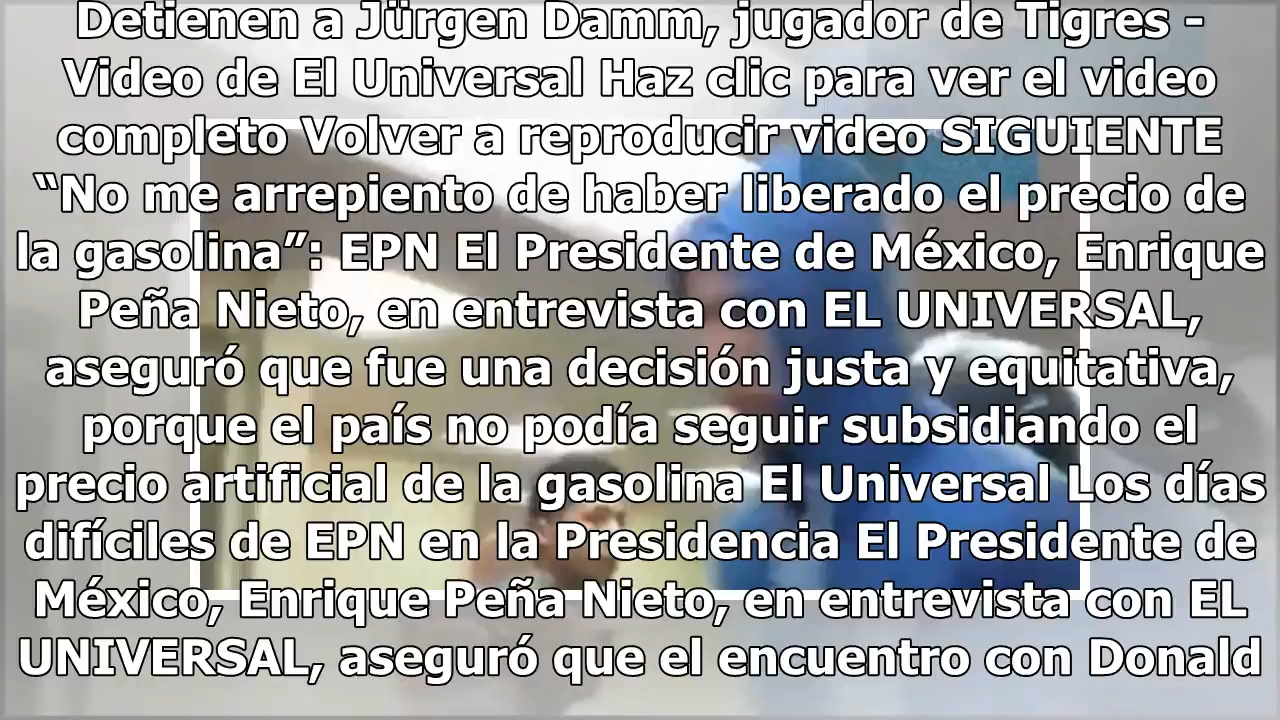 Detienen a Jürgen Damm, jugador de Tigres -
Video de El Universal Haz clic para ver el video
completo Volver a reproducir video SIGUIENTE
“No me arrepiento de haber liberado el precio de
la gasolina”: EPN El Presidente de México, Enrique
Peña Nieto, en entrevista con EL UNIVERSAL,
aseguró que fue una decisión justa y equitativa,
porque el país no podía seguir subsidiando el
precio artificial de la gasolina El Universal Los días
difíciles de EPN en la Presidencia El Presidente de
México, Enrique Peña Nieto, en entrevista con EL
UNIVERSAL, aseguró que el encuentro con Donald